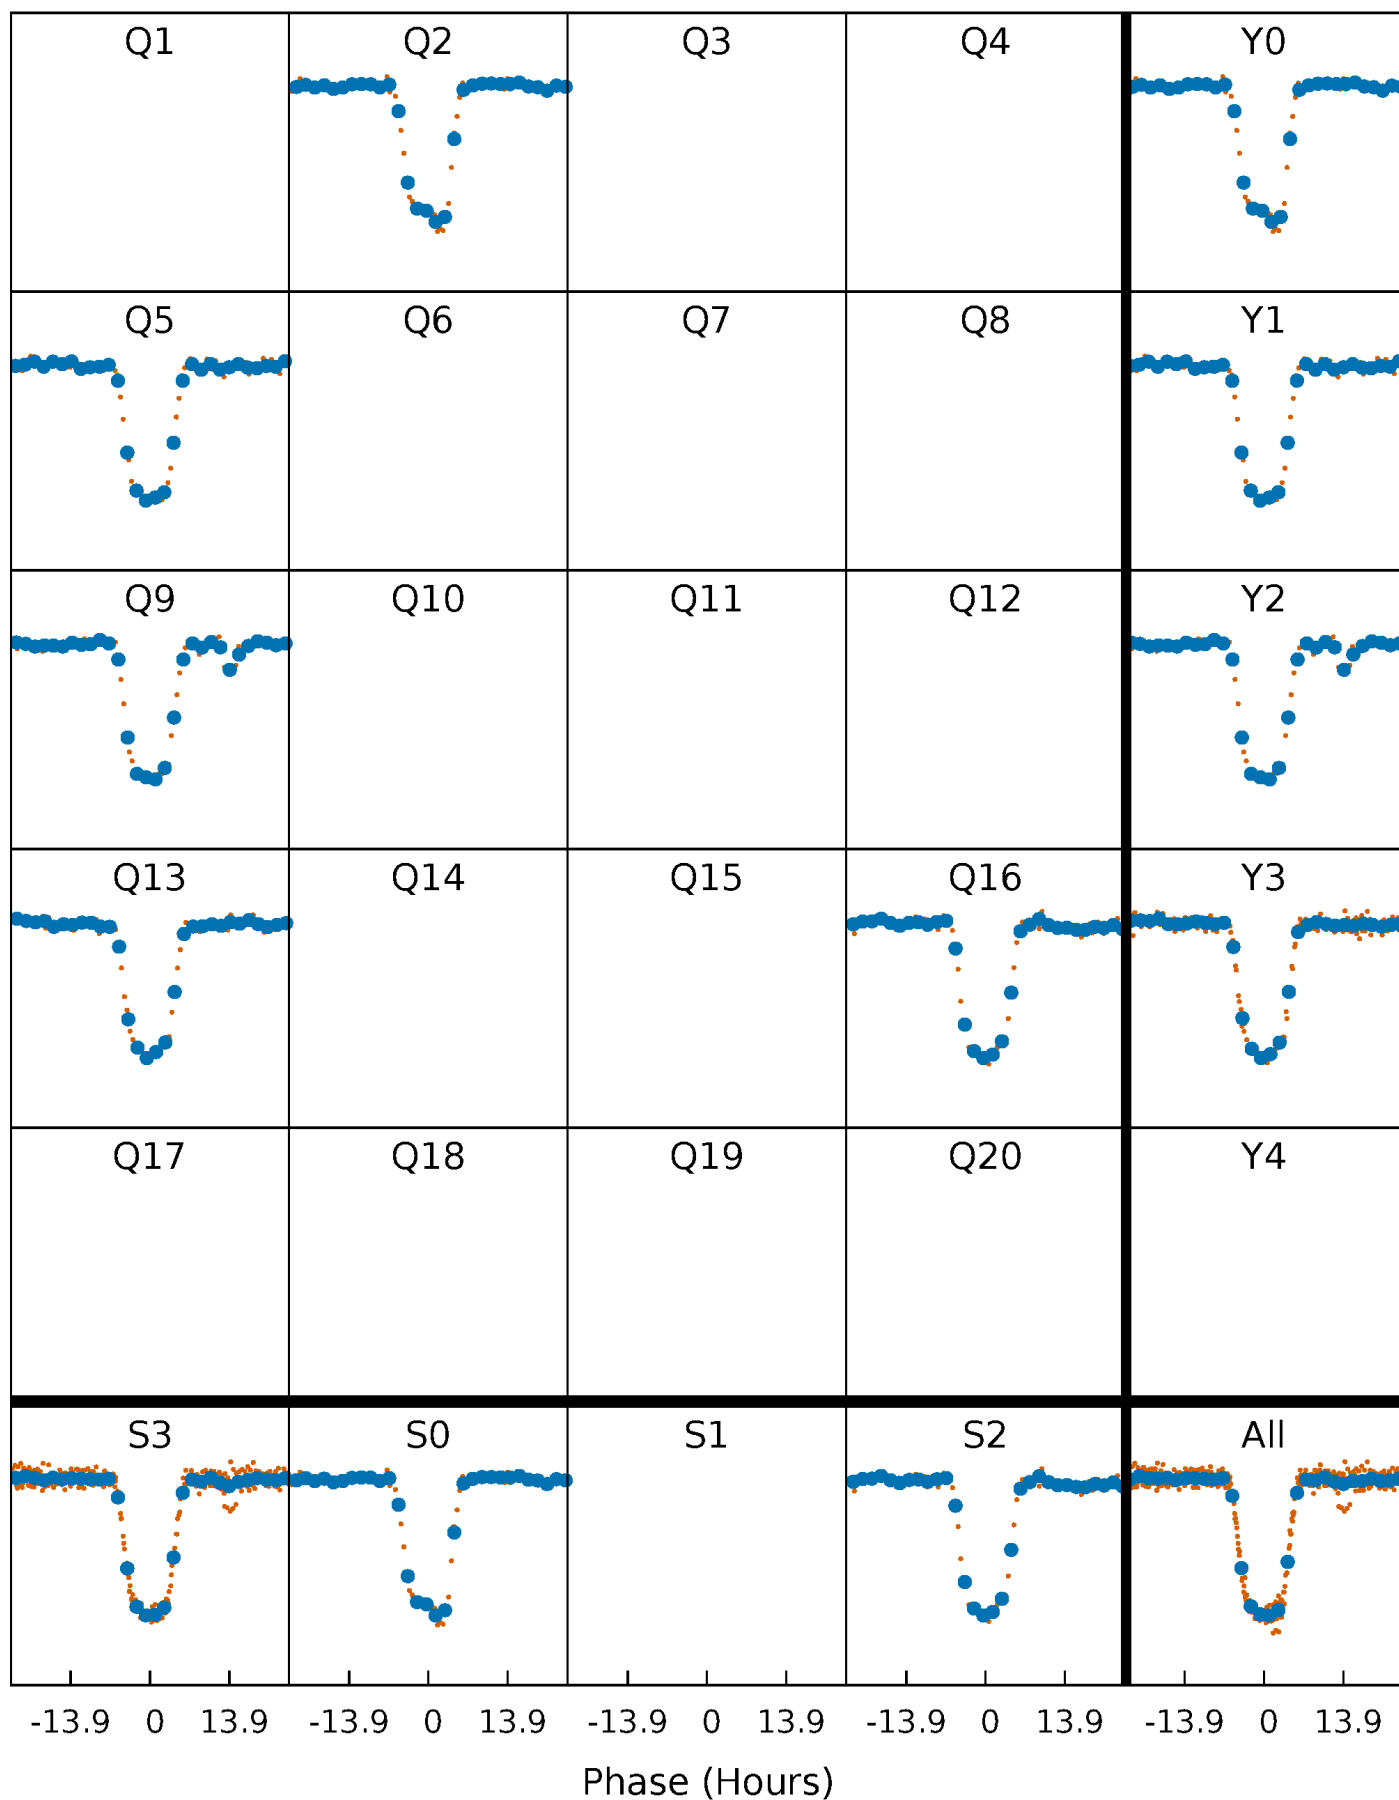 Q1 Q2 Q3 Q4 Y0
Q5 Q6 Q7 Q8 Y1
Q9 Q10 Q11 Q12 Y2
Q13 Q14 Q15 Q16 Y3
Q17 Q18 Q19 Q20 Y4
S3 S0 S1 S2 All
-13.9 0 13.9 -13.9 0 13.9 -13.9 0 13.9 -13.9 0 13.9 -13.9 0 13.9
Phase (Hours)